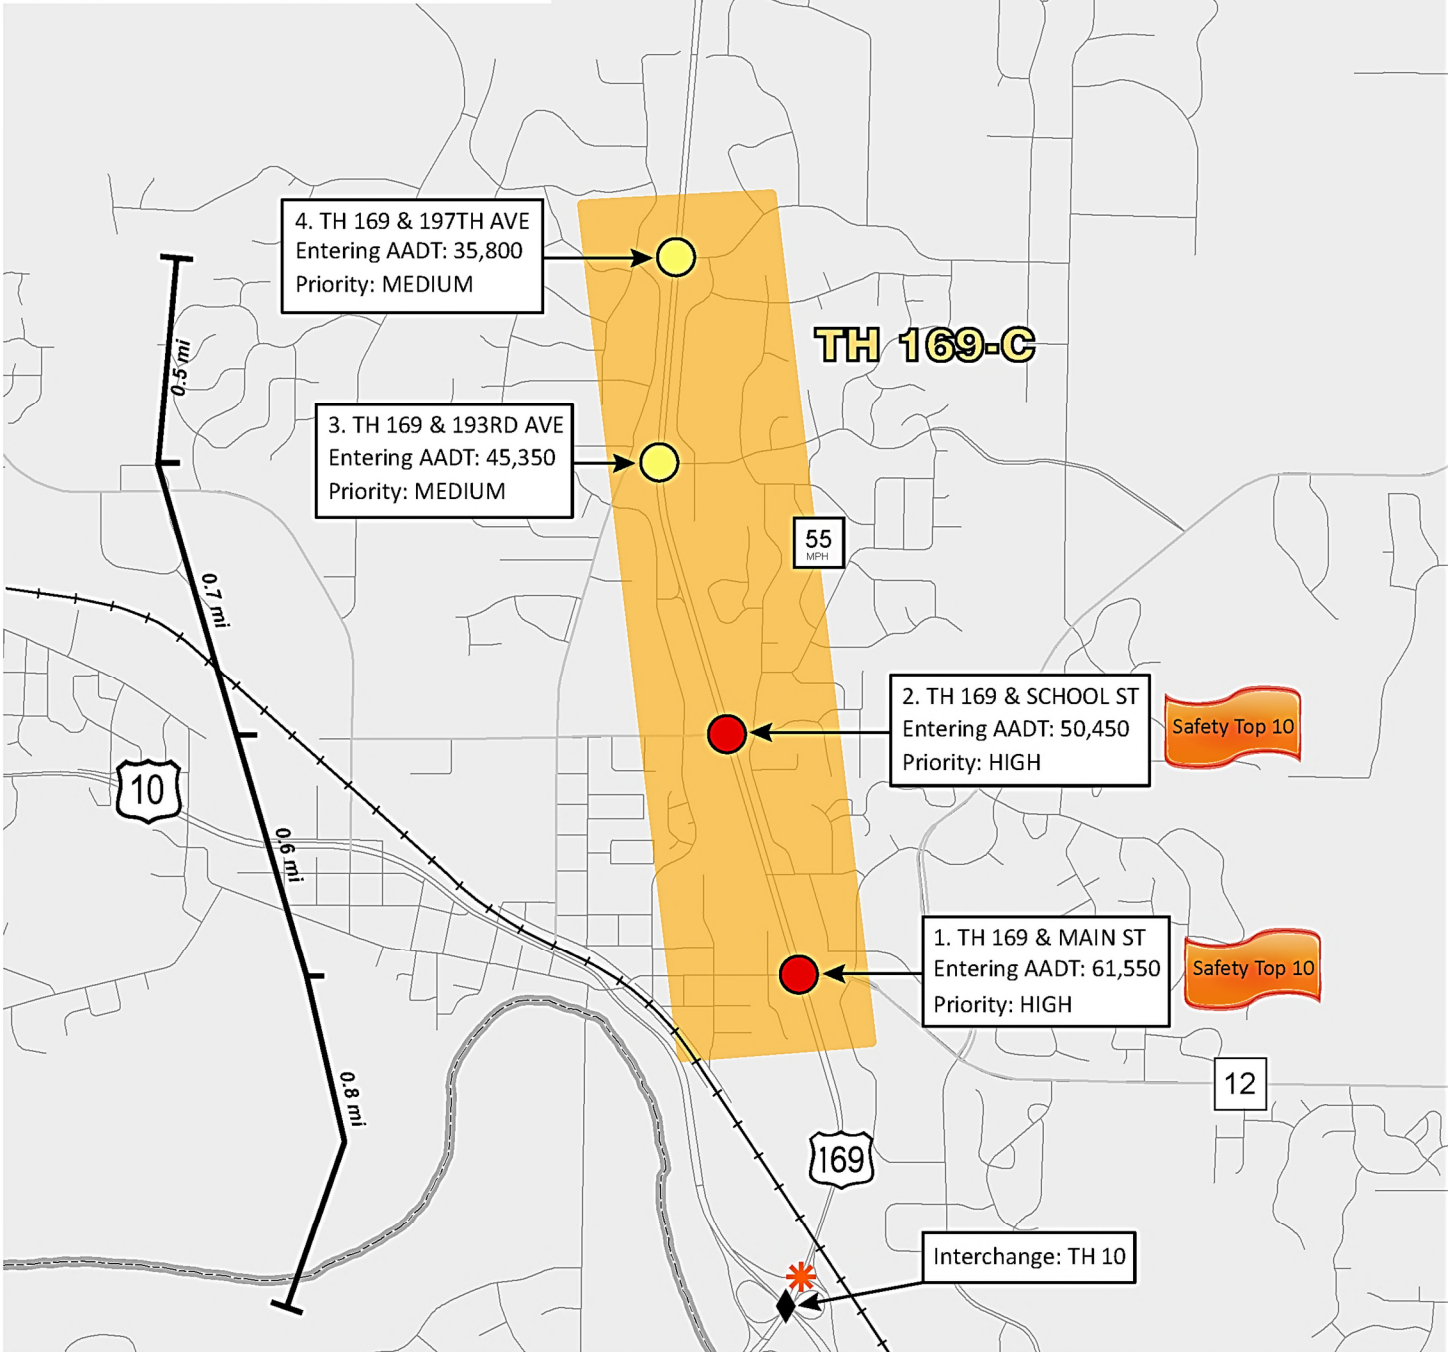 4. TH 169 & 197TH AVE
Entering AADT: 35,800
Priority: MEDIUM
TH 169-C
0.5 mi
3. TH 169 & 193RD AVE
Entering AADT: 45,350
Priority: MEDIUM
55
MPH
0.7 mi
2. TH 169 & SCHOOL ST
Entering AADT: 50,450
Priority: HIGH
Safety Top 10
10
0.6 mi
1. TH 169 & MAIN ST
Entering AADT: 61,550
Priority: HIGH
Safety Top 10
12
0.8 mi
169
Interchange: TH 10